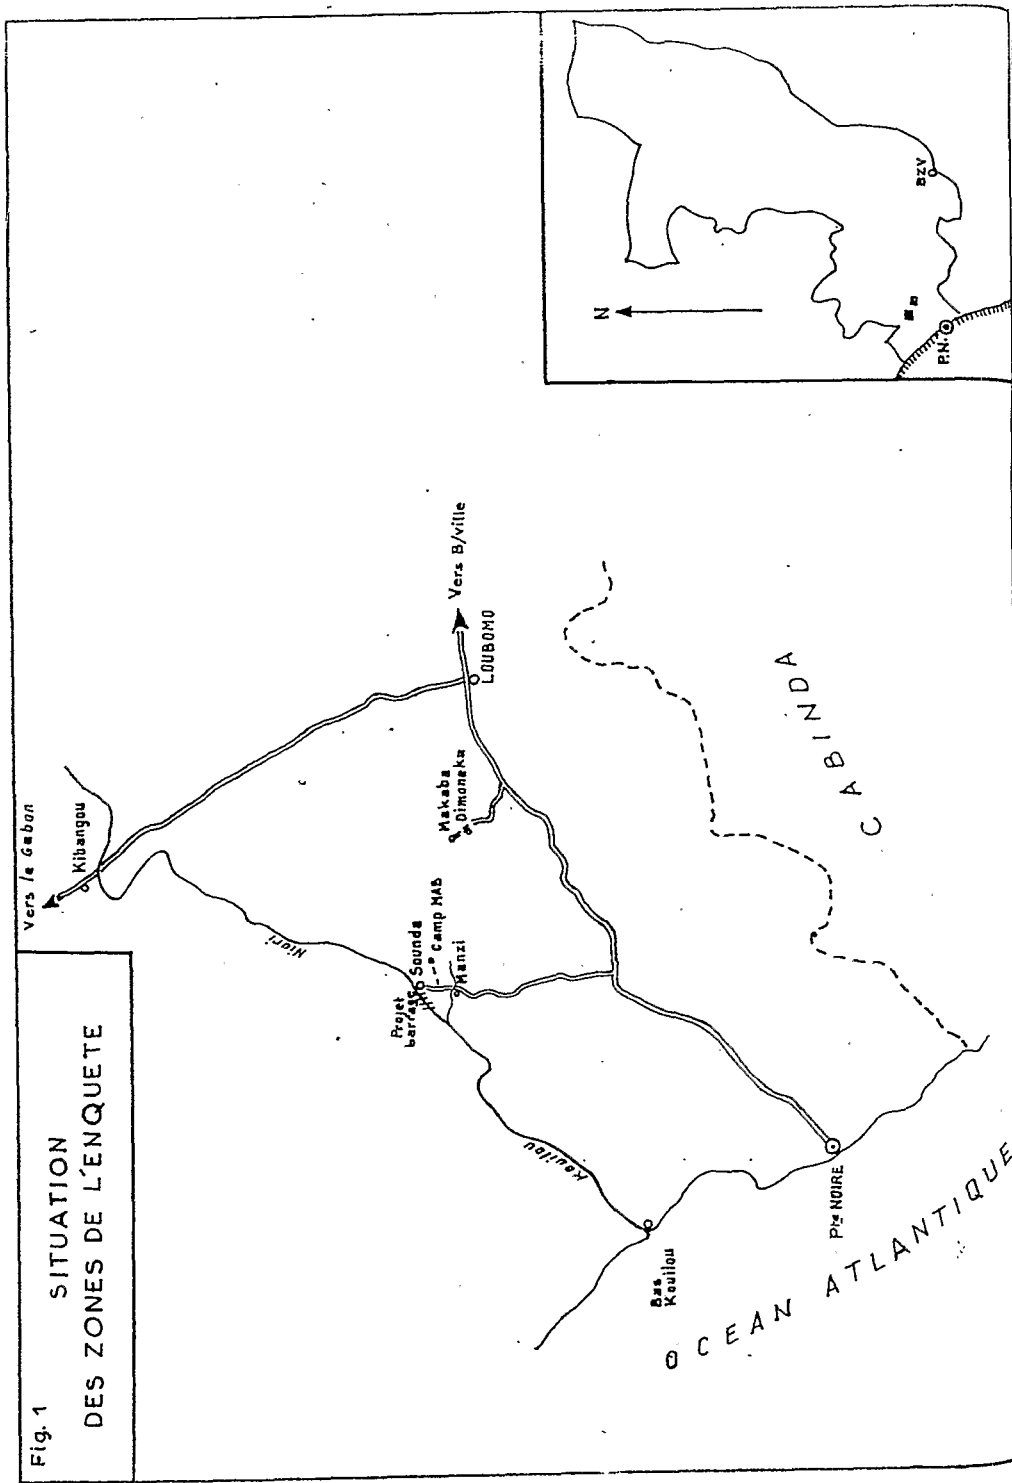 Fig. 1
SITUATION
DES ZONES DE L'ENQUETE
Vers le Gabon
Kibangou
Niari
Projet
barrage
Sounda
Camp MAB
Manzi
Makaba
Dimoneka
Vers B/ville
LOUBOMO
Kouilou
Bas
Kouilou
Pte NOIRE
OCEAN ATLANTIQUE
CABINDA
N
BZV
P.N.